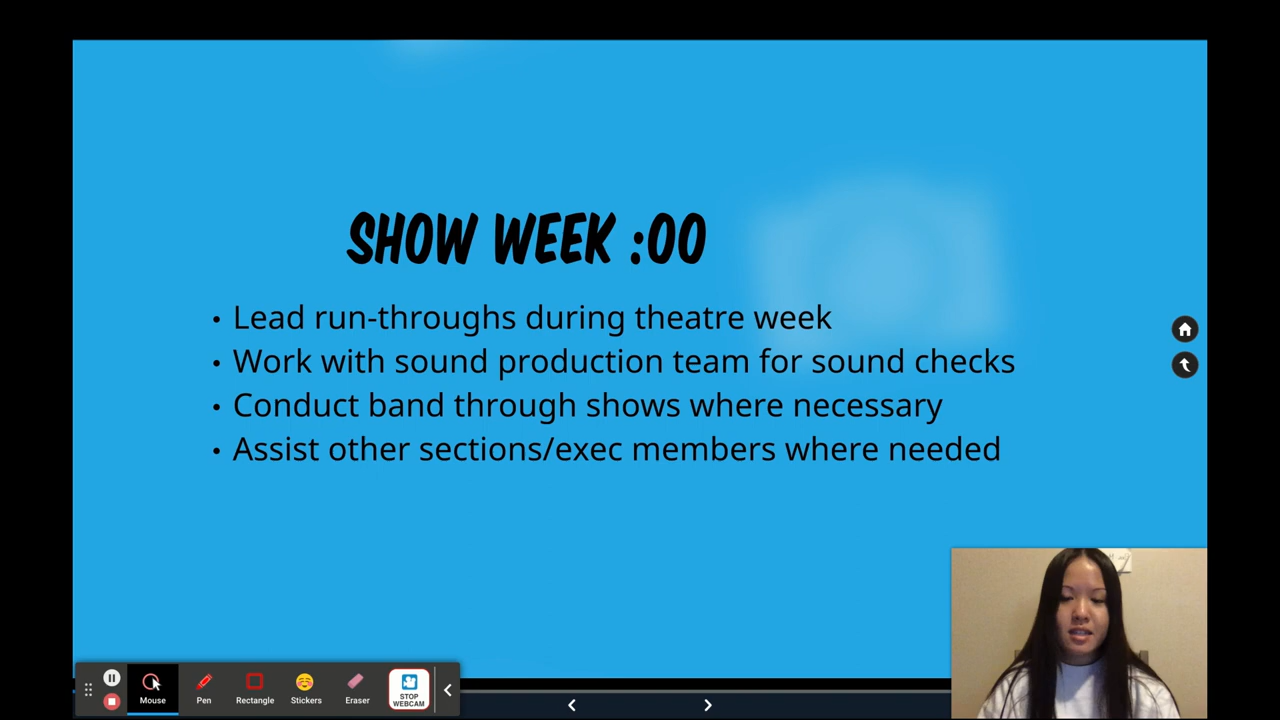 SHOW WEEK :00
• Lead run-throughs during theatre week
• Work with sound production team for sound checks
• Conduct band through shows where necessary
• Assist other sections/exec members where needed
Mouse
Pen
Rectangle
Stickers
Eraser
STOP
WEBCAM